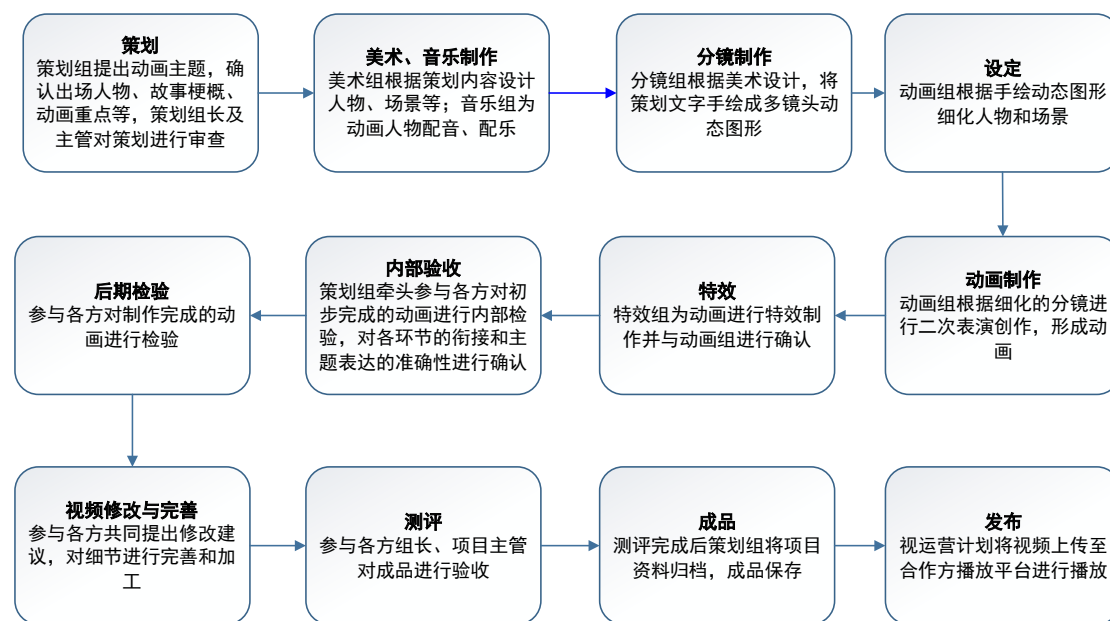 策划
策划组提出动画主题，确
认出场人物、故事梗概、
动画重点等，策划组长及
主管对策划进行审查
美术、音乐制作
美术组根据策划内容设计
人物、场景等；音乐组为
动画人物配音、配乐
分镜制作
分镜组根据美术设计，将
策划文字手绘成多镜头动
态图形
设定
动画组根据手绘动态图形
细化人物和场景
动画制作
动画组根据细化的分镜进
行二次表演创作，形成动
画
特效
特效组为动画进行特效制
作并与动画组进行确认
内部验收
策划组牵头参与各方对初
步完成的动画进行内部检
验，对各环节的衔接和主
题表达的准确性进行确认
后期检验
参与各方对制作完成的动
画进行检验
视频修改与完善
参与各方共同提出修改建
议，对细节进行完善和加
工
测评
参与各方组长、项目主管
对成品进行验收
成品
测评完成后策划组将项目
资料归档，成品保存
发布
视运营计划将视频上传至
合作方播放平台进行播放